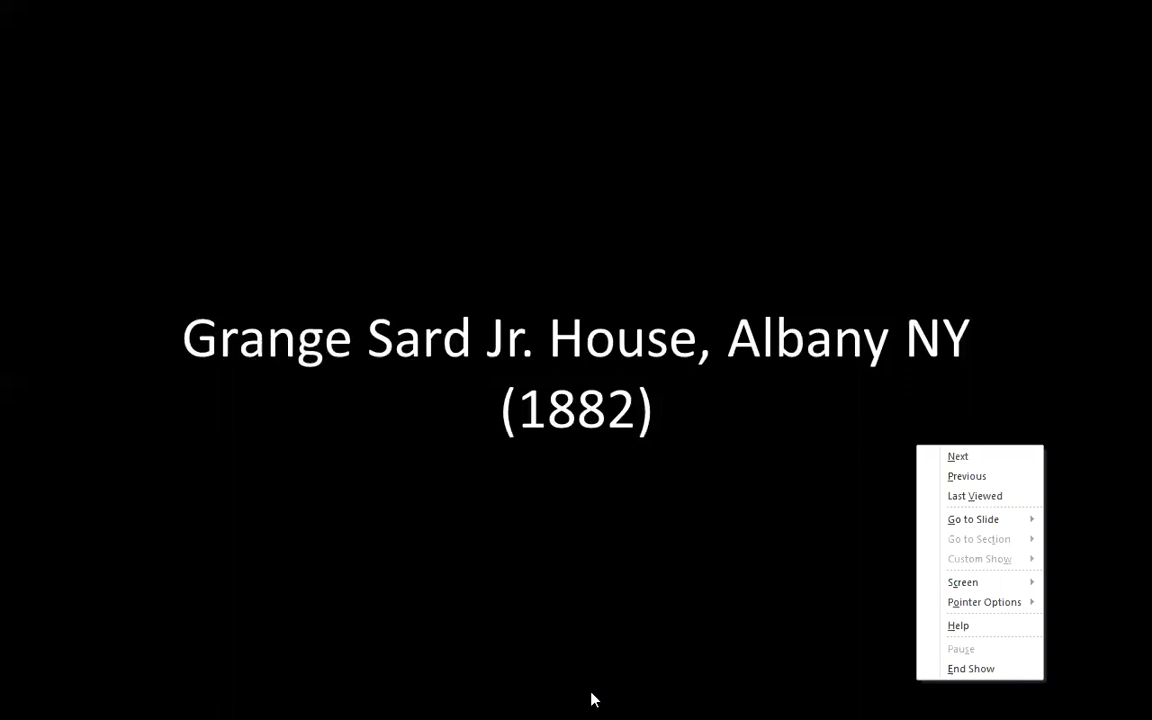 Grange Sard Jr. House, Albany NY
(1882)
Next
Previous
Last Viewed
Go to Slide
Go to Section
Custom Show
Screen
Pointer Options
Help
Pause
End Show